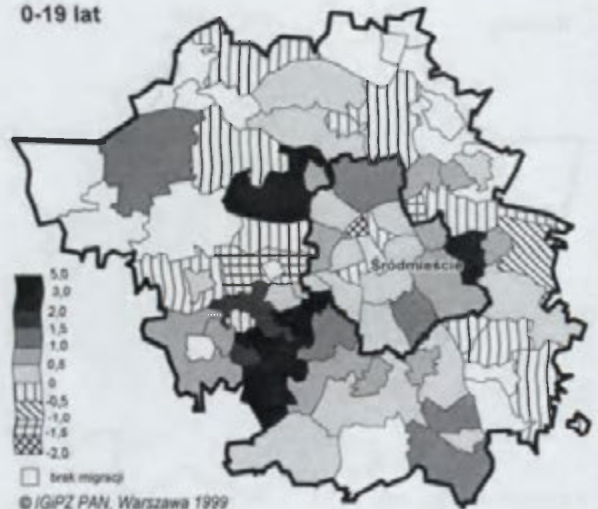 0-19 lat
Śródmieście
5,0
3,0
2,0
1,5
1,0
0,5
0
-0,5
-1,0
-1,5
-2,0
brak migracji
© IGiPZ PAN, Warszawa 1999